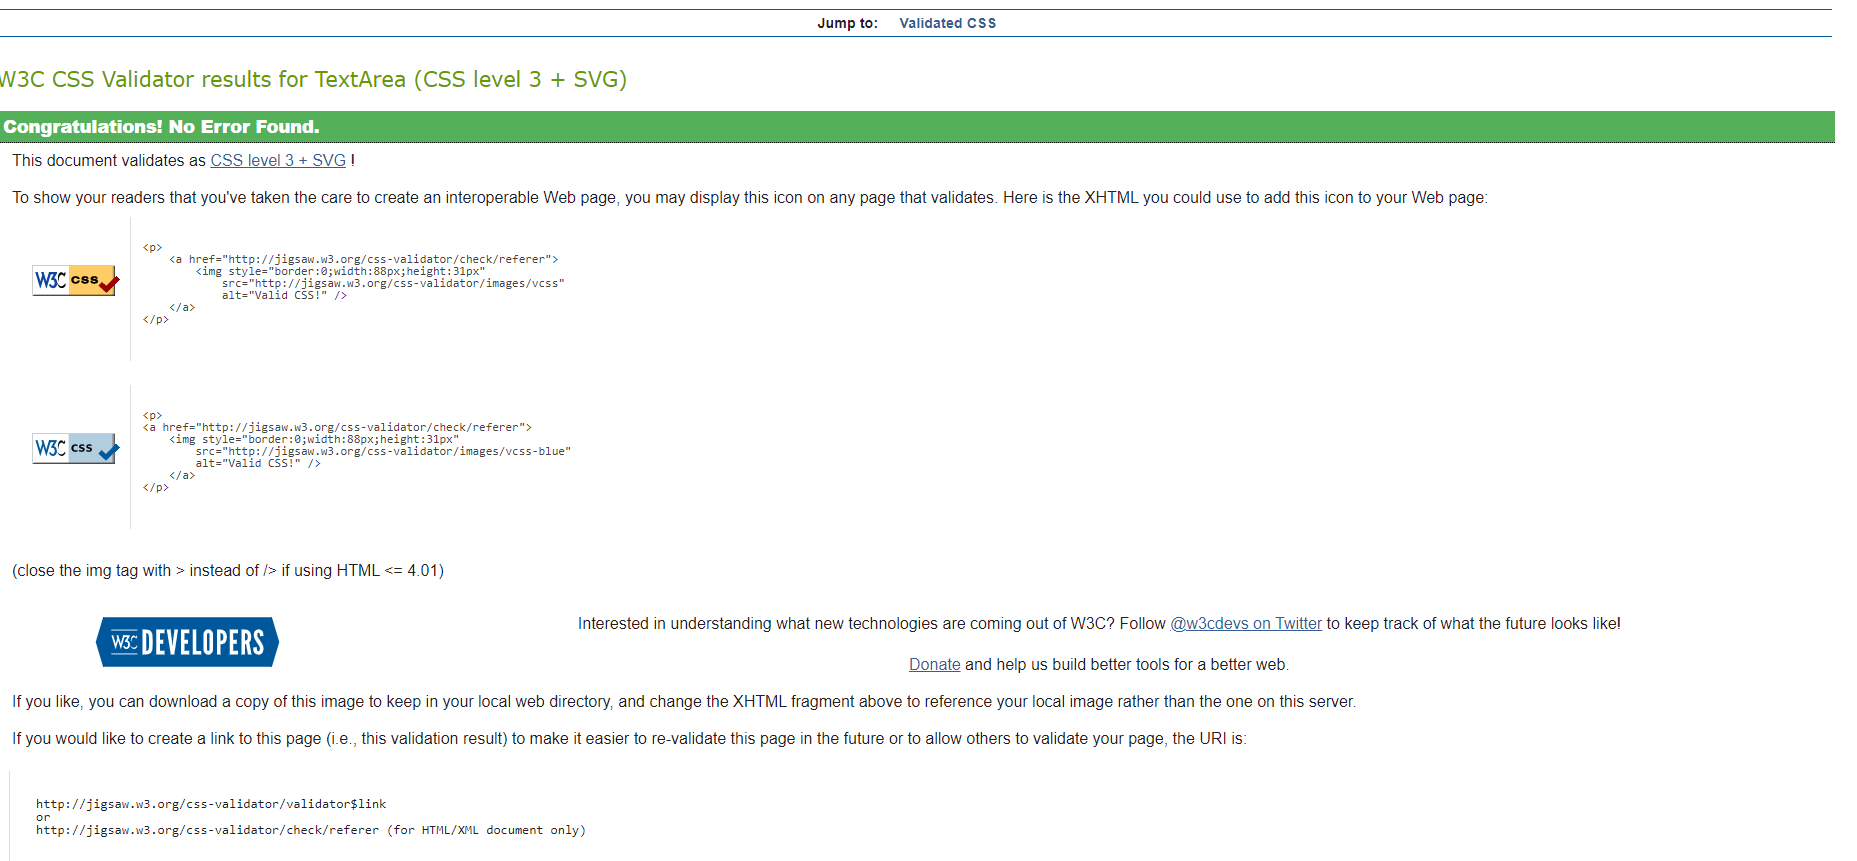 Jump to: Validated CSS
W3C CSS Validator results for TextArea (CSS level 3 + SVG)
Congratulations! No Error Found.
This document validates as CSS level 3 + SVG !
To show your readers that you've taken the care to create an interoperable Web page, you may display this icon on any page that validates. Here is the XHTML you could use to add this icon to your Web page:
W3C css
<p>
<a href="http://jigsaw.w3.org/css-validator/check/referer">
<img style="border:0;width:88px;height:31px"
src="http://jigsaw.w3.org/css-validator/images/vcss"
alt="Valid CSS!" />
</a>
</p>
W3C css
<p>
<a href="http://jigsaw.w3.org/css-validator/check/referer">
<img style="border:0;width:88px;height:31px"
src="http://jigsaw.w3.org/css-validator/images/vcss-blue"
alt="Valid CSS!" />
</a>
</p>
(close the img tag with > instead of /> if using HTML <= 4.01)
W3C DEVELOPERS
Interested in understanding what new technologies are coming out of W3C? Follow @w3cdevs on Twitter to keep track of what the future looks like!
Donate and help us build better tools for a better web.
If you like, you can download a copy of this image to keep in your local web directory, and change the XHTML fragment above to reference your local image rather than the one on this server.
If you would like to create a link to this page (i.e., this validation result) to make it easier to re-validate this page in the future or to allow others to validate your page, the URI is:
http://jigsaw.w3.org/css-validator/validator$link
or
http://jigsaw.w3.org/css-validator/check/referer (for HTML/XML document only)